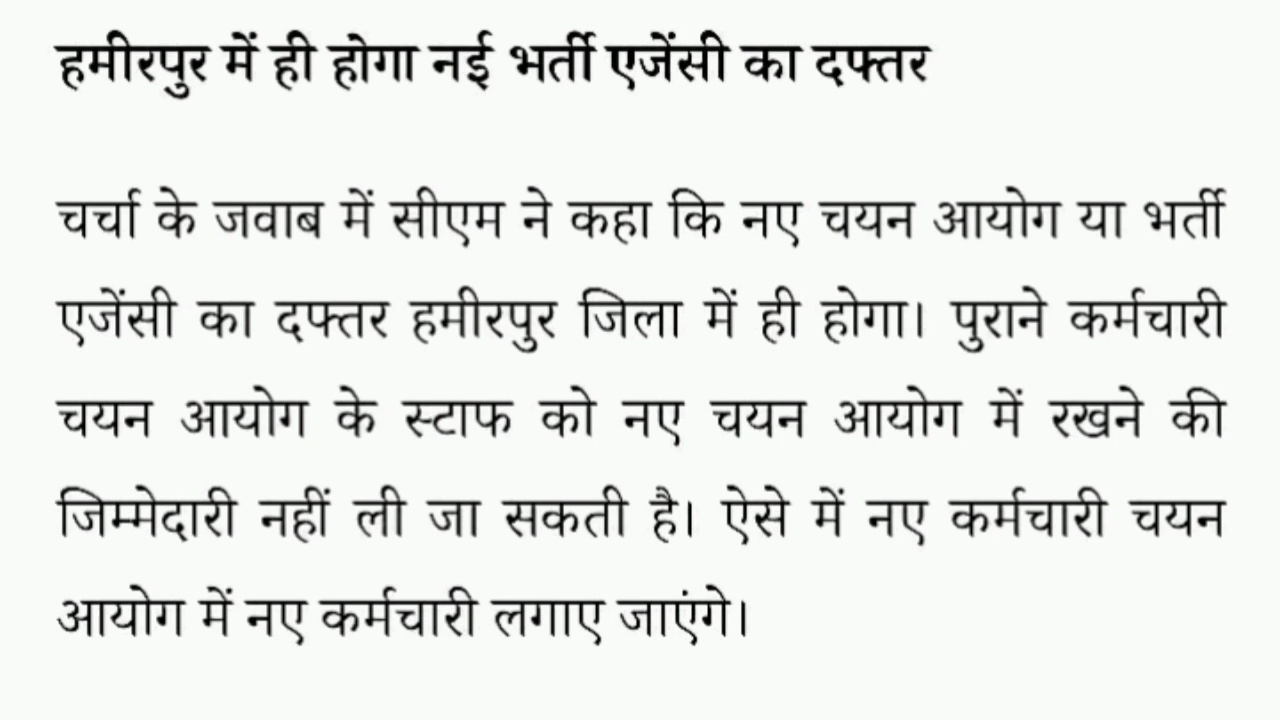 हमीरपुर में ही होगा नई भर्ती एजेंसी का दफ्तर
चर्चा के जवाब में सीएम ने कहा कि नए चयन आयोग या भर्ती
एजेंसी का दफ्तर हमीरपुर जिला में ही होगा। पुराने कर्मचारी
चयन आयोग के स्टाफ को नए चयन आयोग में रखने की
जिम्मेदारी नहीं ली जा सकती है। ऐसे में नए कर्मचारी चयन
आयोग में नए कर्मचारी लगाए जाएंगे।